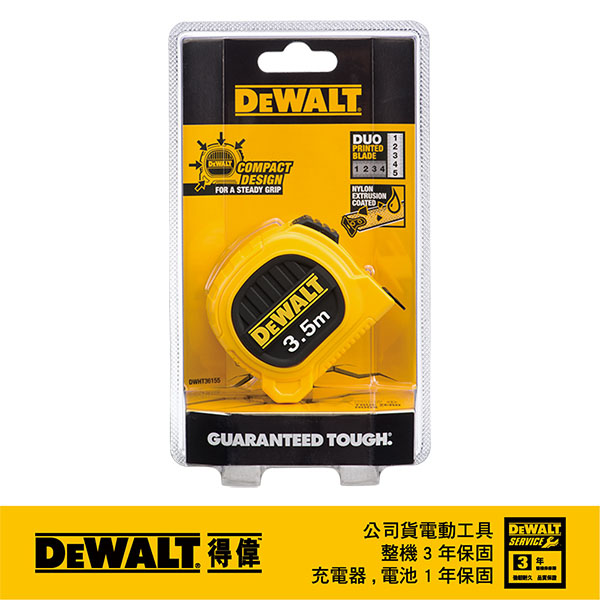 DEWALT
DEWALT
COMPACT
DESIGN
FOR A STEADY GRIP
DUO
PRINTED
BLADE
1 2 3 4
1
2
3
4
5
NYLON
EXTRUSION
COATED
DEWALT
3.5m
DWHT36155
GUARANTEED TOUGH.
DEWALT 得偉
公司貨電動工具
整機3年保固
充電器,電池1年保固
DEWALT
SERVICE
3年